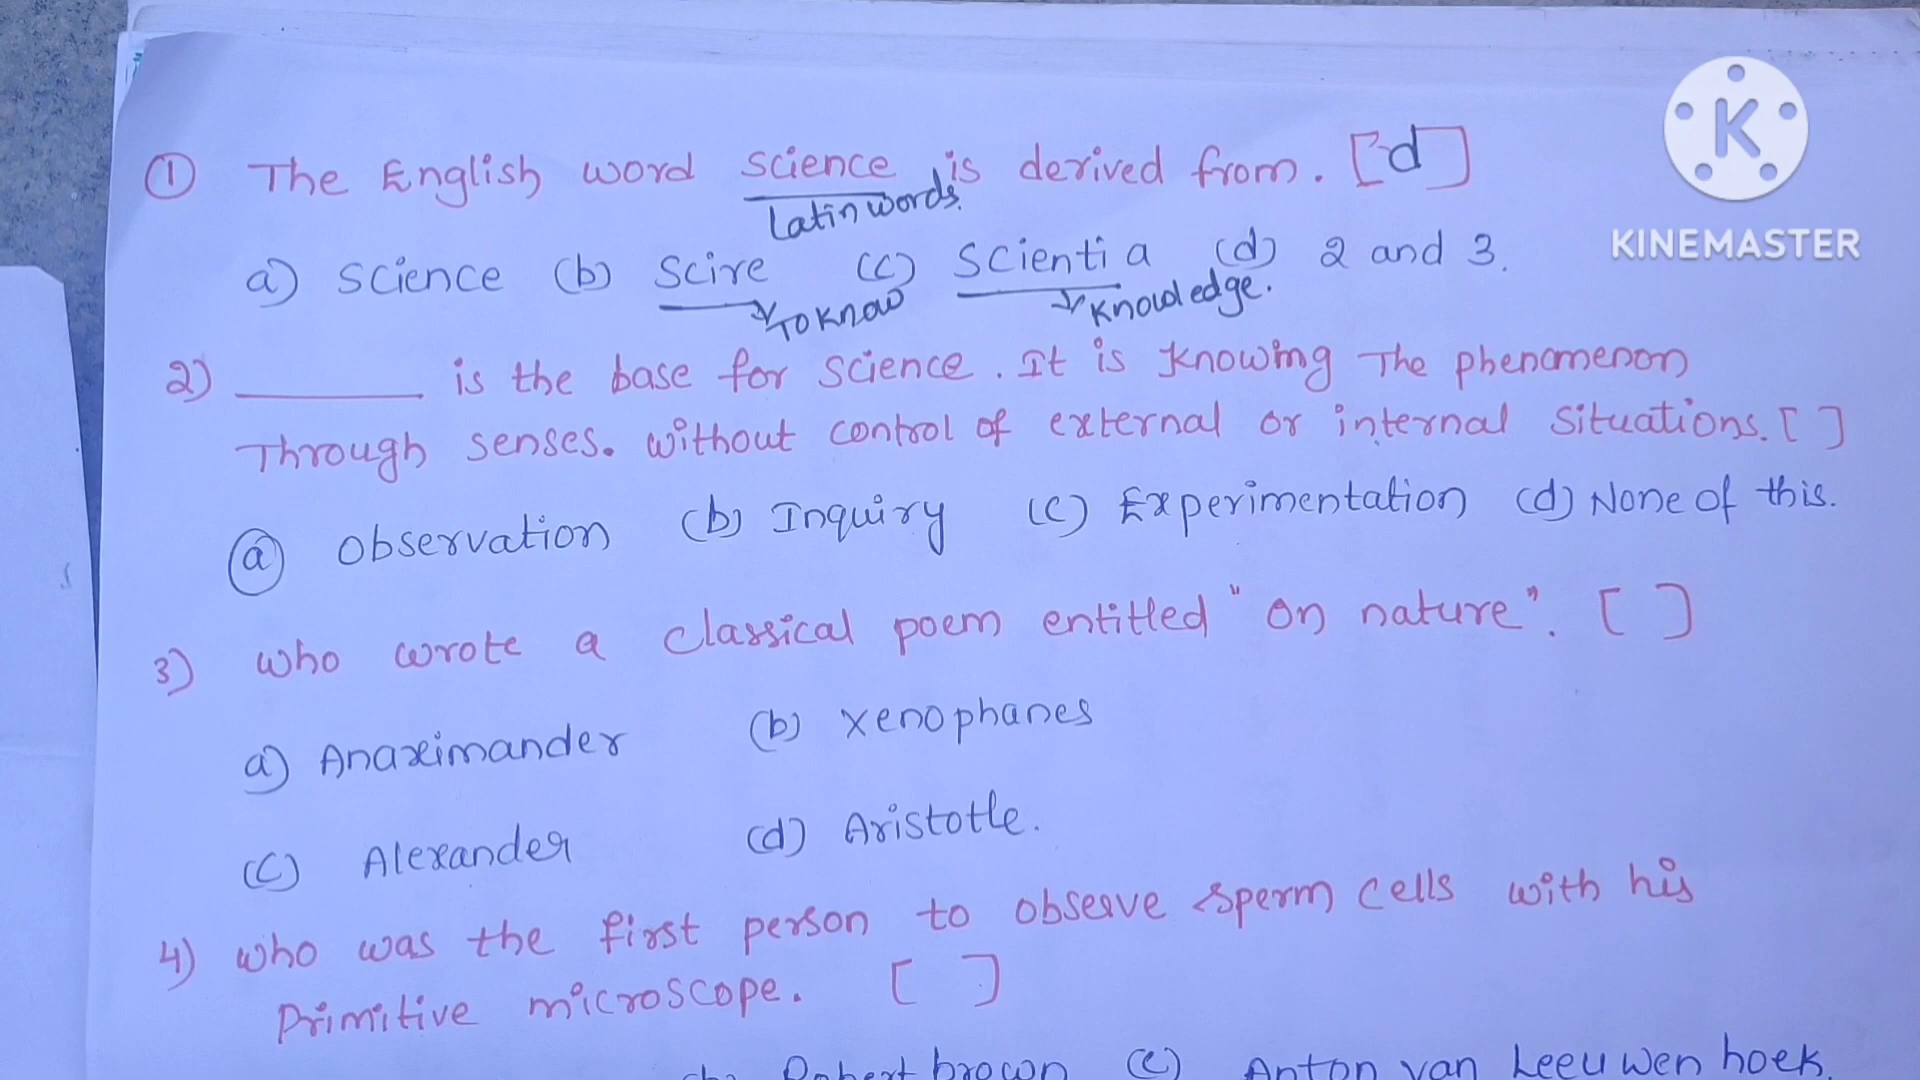 ① The English word science is derived from. [d]
Latin words.
a) Science (b) Scire (c) Scientia (d) 2 and 3.
To Know
Knowledge.
2) ______ is the base for science. It is Knowing The phenomenon
Through senses. without control of external or internal situations. [ ]
ⓐ Observation (b) Inquiry (c) Experimentation (d) None of this.
3) who wrote a classical poem entitled "on nature". [ ]
a) Anaximander (b) Xenophanes
(c) Alexander (d) Aristotle.
4) who was the first person to observe sperm cells with his
Primitive microscope. [ ]
Robert brown (c) Anton van Leeuwen hoek.
K
KINEMASTER